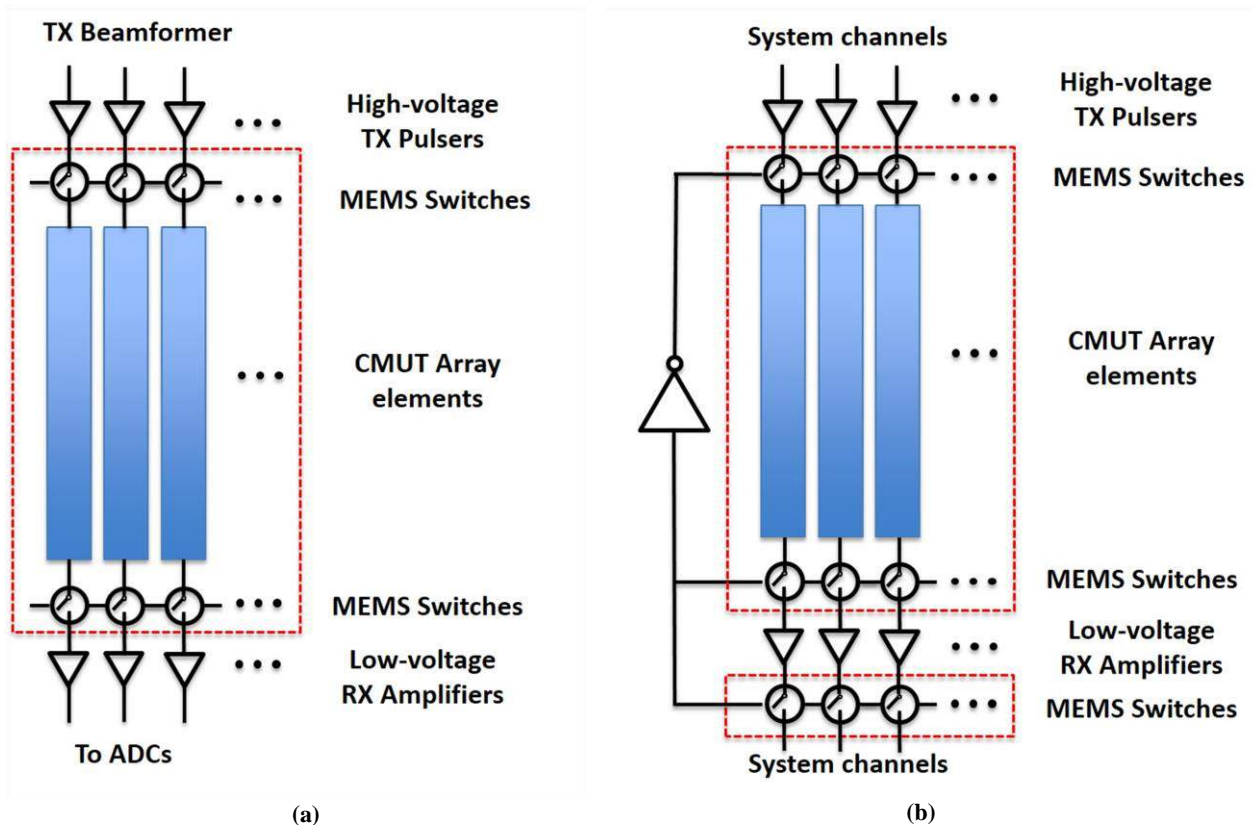 TX Beamformer
High-voltage
TX Pulsers
MEMS Switches
CMUT Array
elements
MEMS Switches
Low-voltage
RX Amplifiers
To ADCs
(a)
System channels
High-voltage
TX Pulsers
MEMS Switches
CMUT Array
elements
MEMS Switches
Low-voltage
RX Amplifiers
MEMS Switches
System channels
(b)